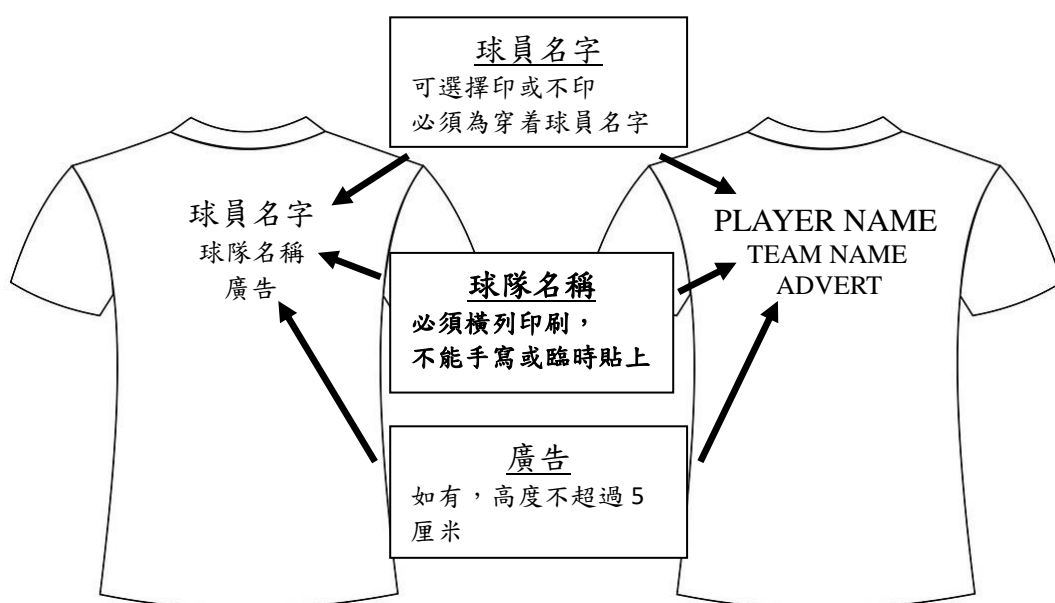 球員名字
可選擇印或不印
必須為穿着球員名字
球員名字
球隊名稱
廣告
PLAYER NAME
TEAM NAME
ADVERT
球隊名稱
必須橫列印刷，
不能手寫或臨時貼上
廣告
如有，高度不超過 5
厘米